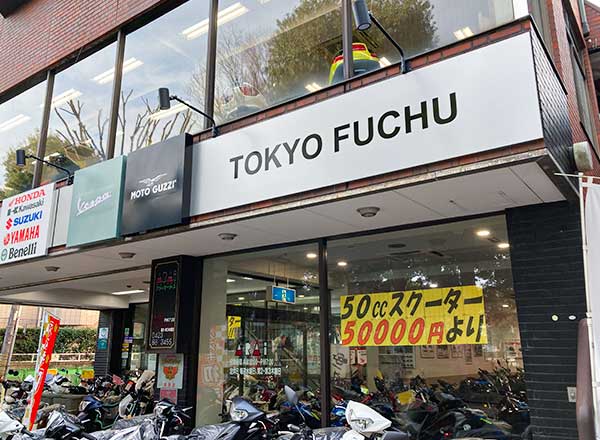 TOKYO FUCHU
MOTO GUZZI
Vespa
HONDA
Kawasaki
SUZUKI
YAMAHA
Benelli
50ccスクーター
50000円より